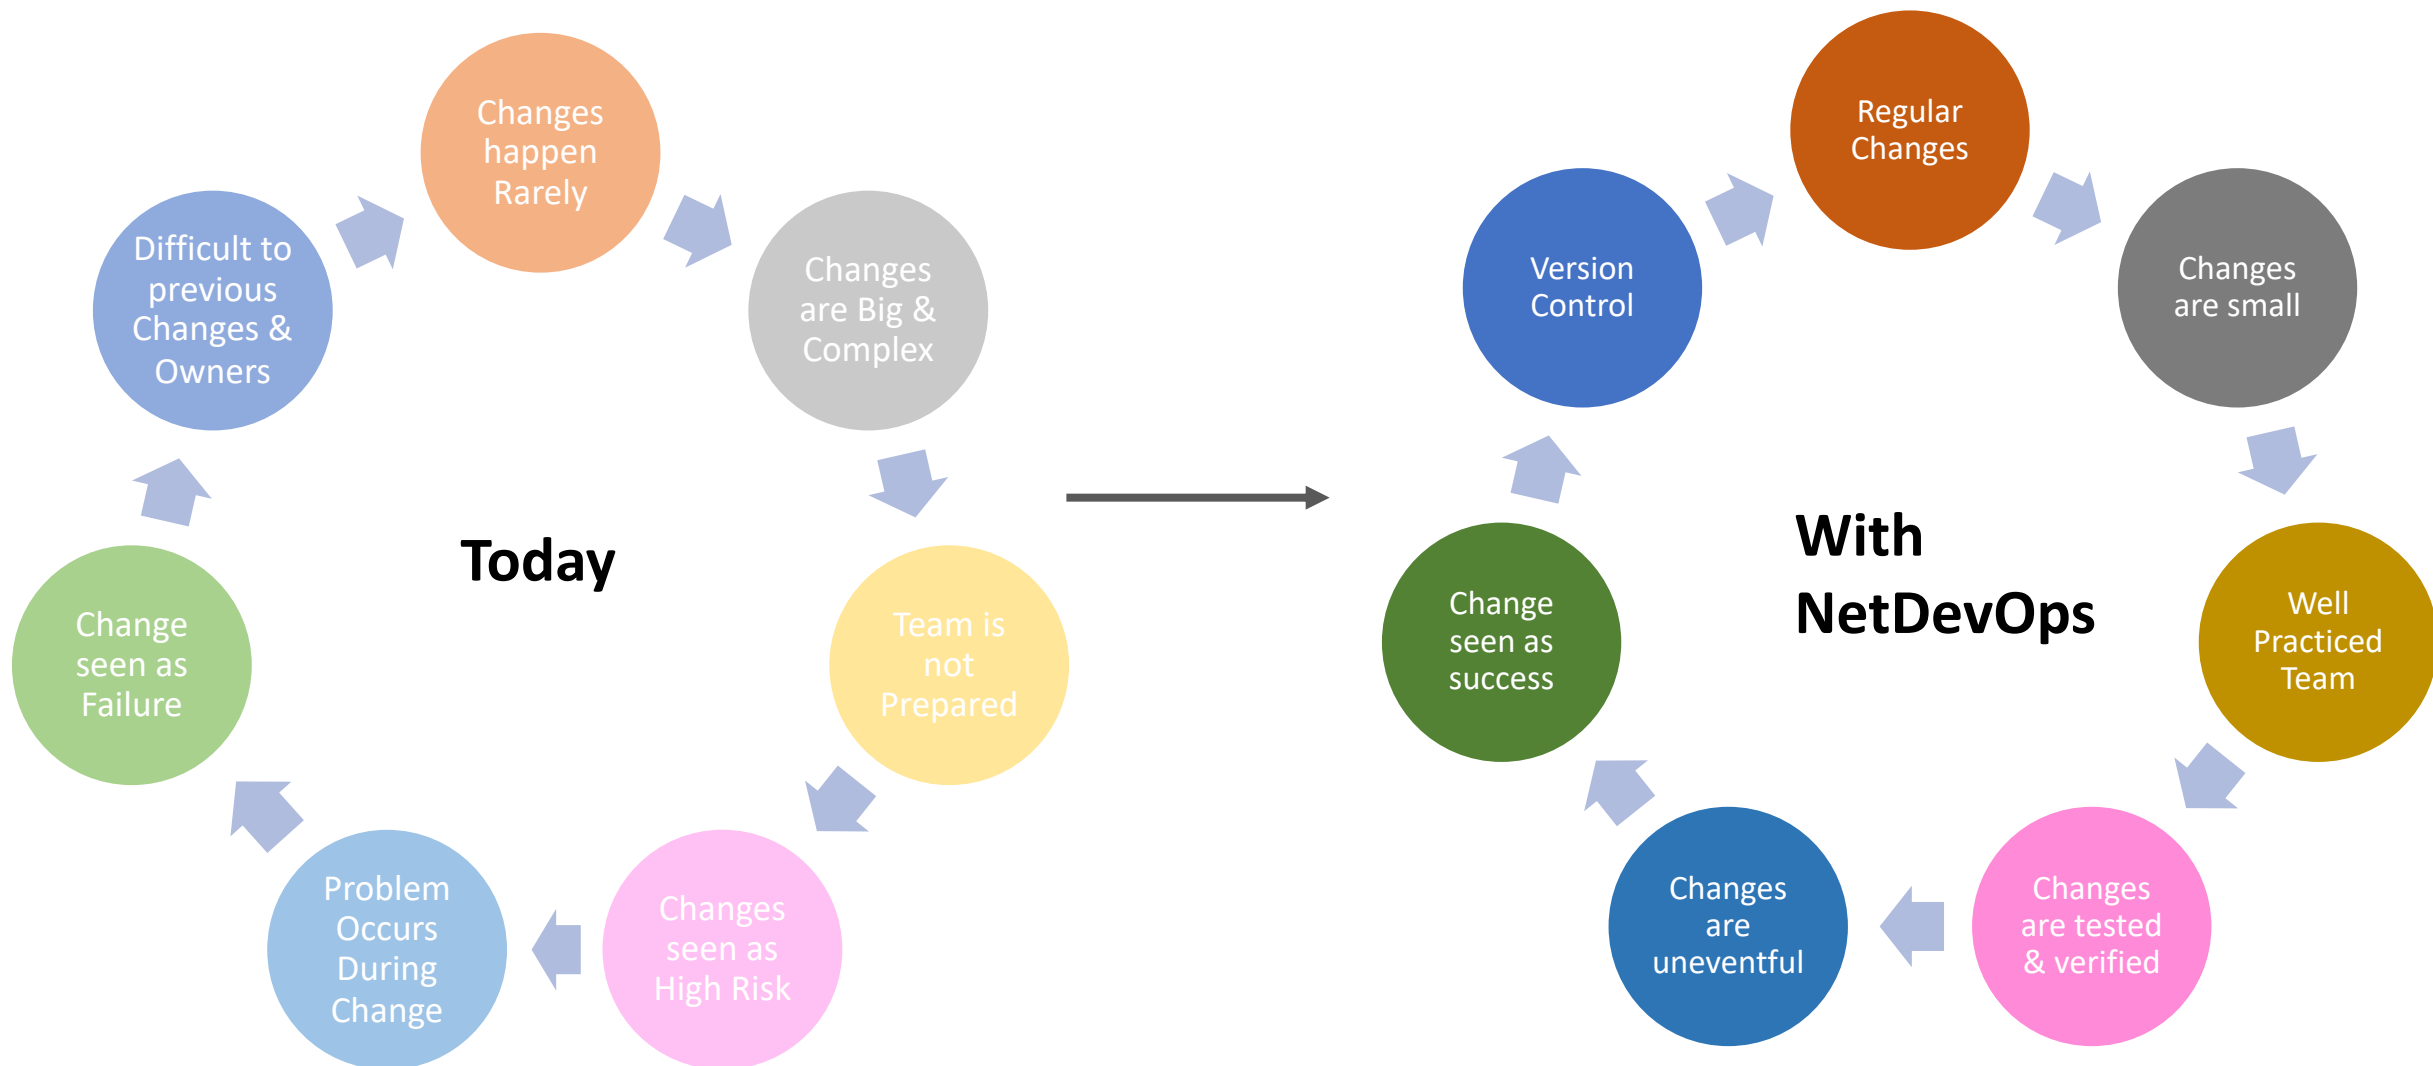 Changes
happen
Rarely
Changes
are Big &
Complex
Team is
not
Prepared
Changes
seen as
High Risk
Problem
Occurs
During
Change
Change
seen as
Failure
Difficult to
previous
Changes &
Owners
Today
Regular
Changes
Changes
are small
Well
Practiced
Team
Changes
are tested
& verified
Changes
are
uneventful
Change
seen as
success
Version
Control
With
NetDevOps